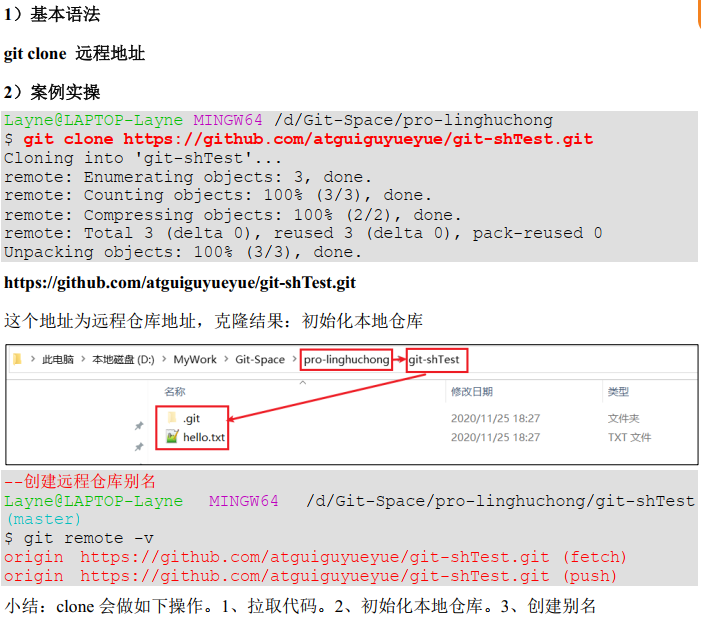 1）基本语法
git clone 远程地址
2）案例实操
Layne@LAPTOP-Layne MINGW64 /d/Git-Space/pro-linghuchong
$ git clone https://github.com/atguiguyueyue/git-shTest.git
Cloning into 'git-shTest'...
remote: Enumerating objects: 3, done.
remote: Counting objects: 100% (3/3), done.
remote: Compressing objects: 100% (2/2), done.
remote: Total 3 (delta 0), reused 3 (delta 0), pack-reused 0
Unpacking objects: 100% (3/3), done.
https://github.com/atguiguyueyue/git-shTest.git
这个地址为远程仓库地址，克隆结果：初始化本地仓库
› 此电脑 › 本地磁盘 (D:) › MyWork › Git-Space › pro-linghuchong git-shTest
名称 修改日期 类型
.git 2020/11/25 18:27 文件夹
hello.txt 2020/11/25 18:27 TXT 文件
--创建远程仓库别名
Layne@LAPTOP-Layne MINGW64 /d/Git-Space/pro-linghuchong/git-shTest
(master)
$ git remote -v
origin https://github.com/atguiguyueyue/git-shTest.git (fetch)
origin https://github.com/atguiguyueyue/git-shTest.git (push)
小结：clone 会做如下操作。1、拉取代码。2、初始化本地仓库。3、创建别名